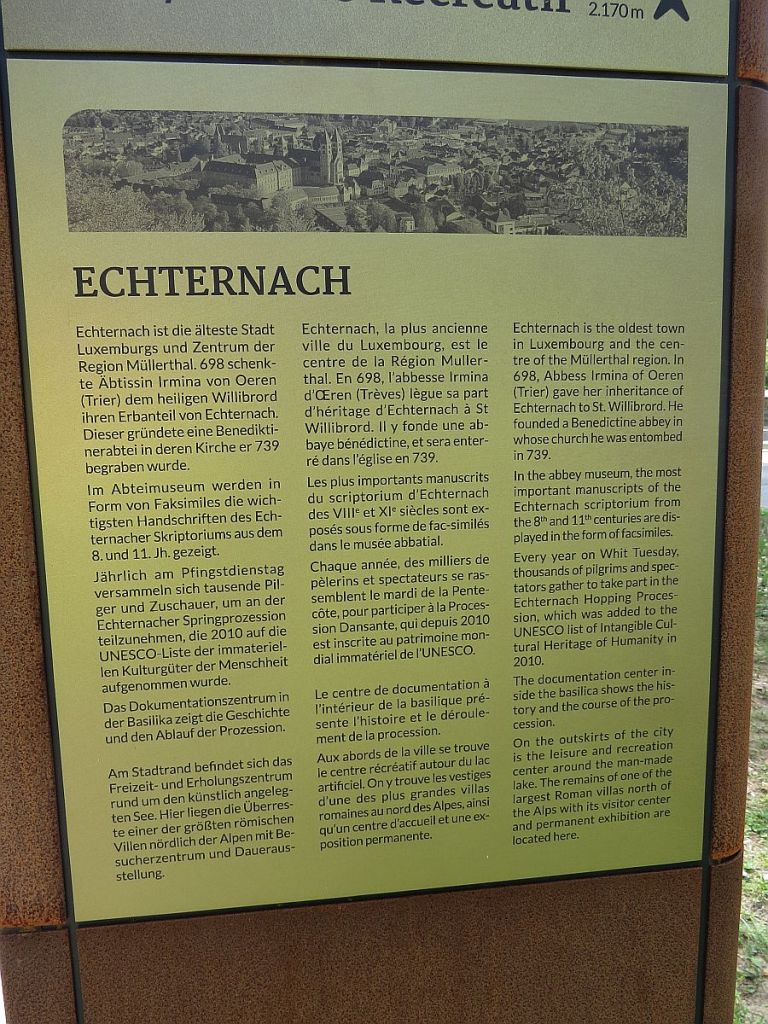 2.170 m
ECHTERNACH
Echternach ist die älteste Stadt
Luxemburgs und Zentrum der
Region Müllerthal. 698 schenk-
te Äbtissin Irmina von Oeren
(Trier) dem heiligen Willibrord
ihren Erbanteil von Echternach.
Dieser gründete eine Benedikti-
nerabtei in deren Kirche er 739
begraben wurde.
Im Abteimuseum werden in
Form von Faksimiles die wich-
tigsten Handschriften des Ech-
ternacher Skriptoriums aus dem
8. und 11. Jh. gezeigt.
Jährlich am Pfingstdienstag
versammeln sich tausende Pil-
ger und Zuschauer, um an der
Echternacher Springprozession
teilzunehmen, die 2010 auf die
UNESCO-Liste der immateriel-
len Kulturgüter der Menschheit
aufgenommen wurde.
Das Dokumentationszentrum in
der Basilika zeigt die Geschichte
und den Ablauf der Prozession.
Am Stadtrand befindet sich das
Freizeit- und Erholungszentrum
rund um den künstlich angeleg-
ten See. Hier liegen die Überres-
te einer der größten römischen
Villen nördlich der Alpen mit Be-
sucherzentrum und Daueraus-
stellung.
Echternach, la plus ancienne
ville du Luxembourg, est le
centre de la Région Muller-
thal. En 698, l'abbesse Irmina
d'Œren (Trèves) lègue sa part
d'héritage d'Echternach à St
Willibrord. Il y fonde une ab-
baye bénédictine, et sera enter-
ré dans l'église en 739.
Les plus importants manuscrits
du scriptorium d'Echternach
des VIIIe et XIe siècles sont ex-
posés sous forme de fac-similés
dans le musée abbatial.
Chaque année, des milliers de
pèlerins et spectateurs se ras-
semblent le mardi de la Pente-
côte, pour participer à la Proces-
sion Dansante, qui depuis 2010
est inscrite au patrimoine mon-
dial immatériel de l'UNESCO.
Le centre de documentation à
l'intérieur de la basilique pré-
sente l'histoire et le déroule-
ment de la procession.
Aux abords de la ville se trouve
le centre récréatif autour du lac
artificiel. On y trouve les vestiges
d'une des plus grandes villas
romaines au nord des Alpes, ainsi
qu'un centre d'accueil et une ex-
position permanente.
Echternach is the oldest town
in Luxembourg and the cen-
tre of the Müllerthal region. In
698, Abbess Irmina of Oeren
(Trier) gave her inheritance of
Echternach to St. Willibrord. He
founded a Benedictine abbey in
whose church he was entombed
in 739.
In the abbey museum, the most
important manuscripts of the
Echternach scriptorium from
the 8th and 11th centuries are dis-
played in the form of facsimiles.
Every year on Whit Tuesday,
thousands of pilgrims and spec-
tators gather to take part in the
Echternach Hopping Proces-
sion, which was added to the
UNESCO list of Intangible Cul-
tural Heritage of Humanity in
2010.
The documentation center in-
side the basilica shows the his-
tory and the course of the pro-
cession.
On the outskirts of the city
is the leisure and recreation
center around the man-made
lake. The remains of one of the
largest Roman villas north of
the Alps with its visitor center
and permanent exhibition are
located here.